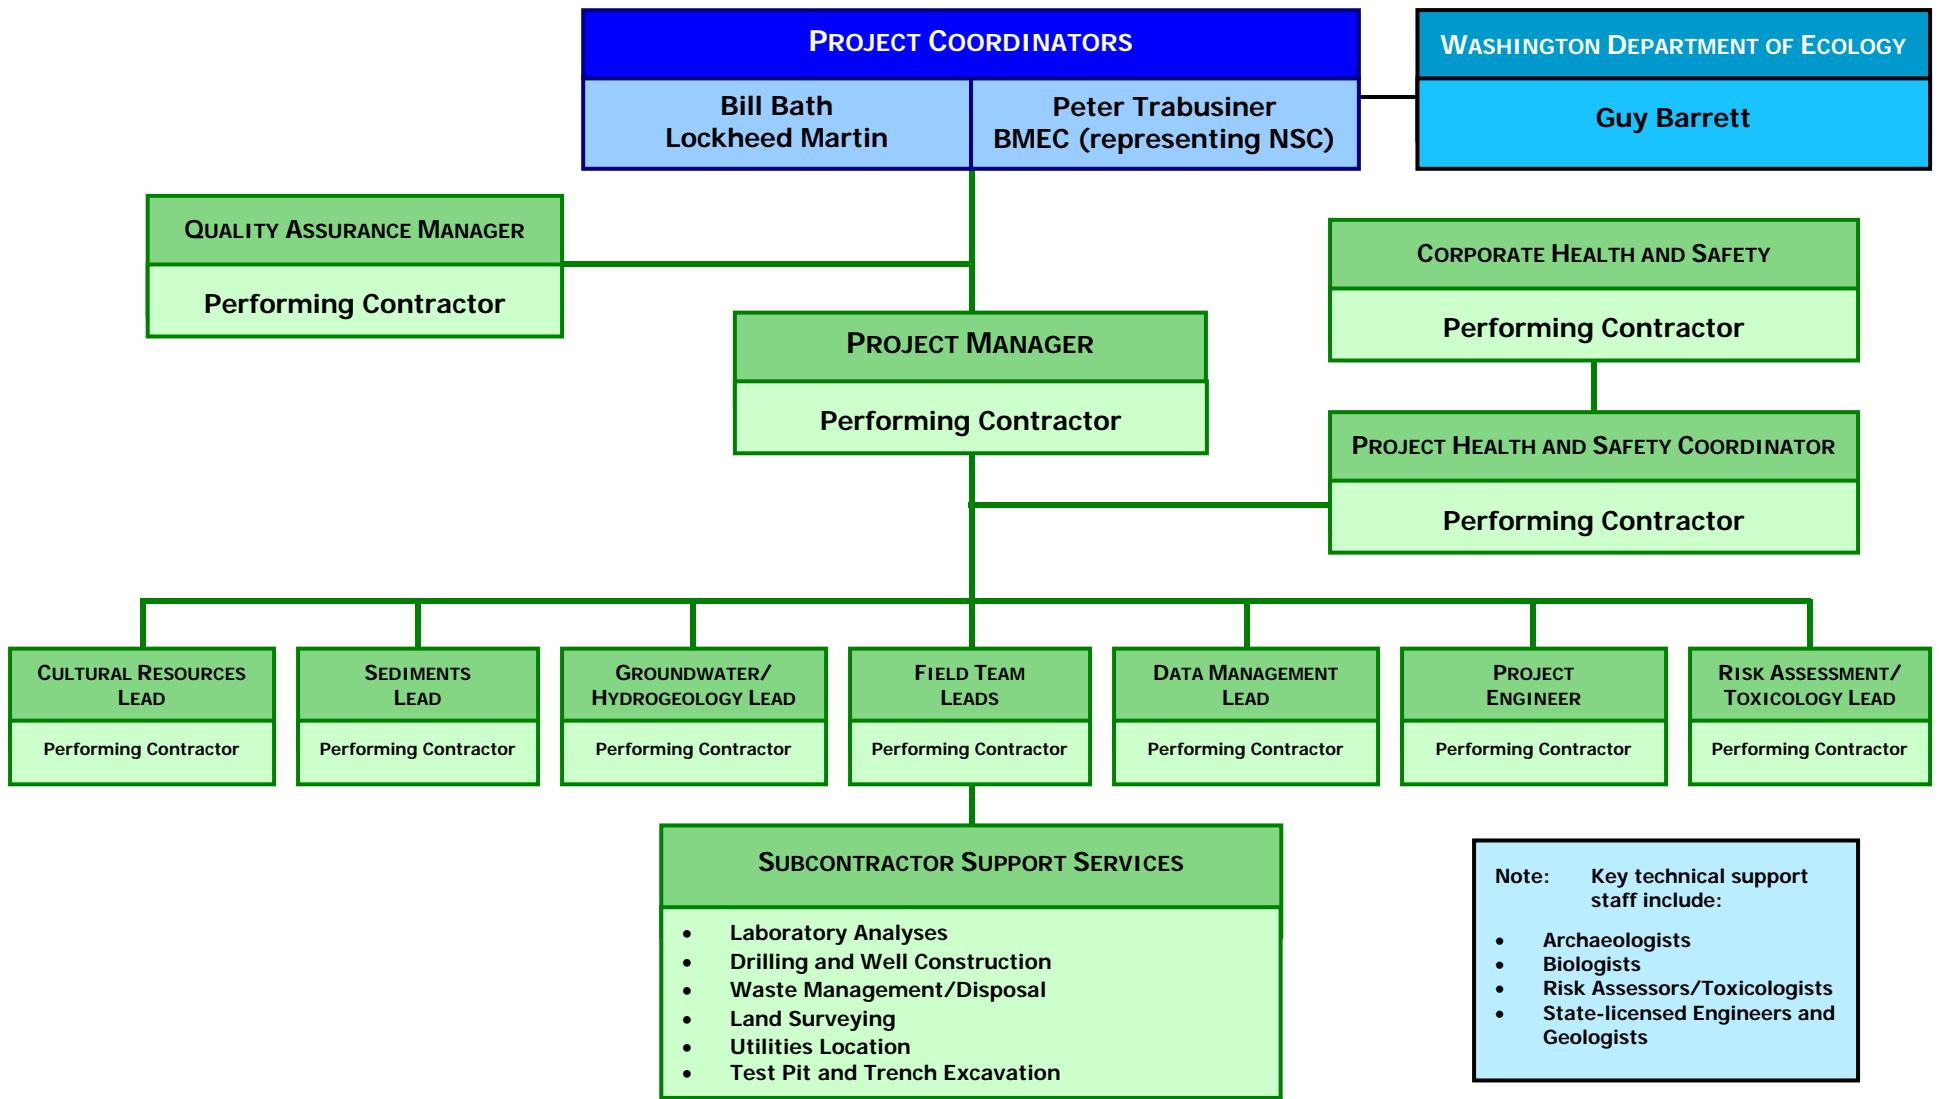 PROJECT COORDINATORS
Bill Bath
Lockheed Martin
Peter Trabusiner
BMEC (representing NSC)
WASHINGTON DEPARTMENT OF ECOLOGY
Guy Barrett
QUALITY ASSURANCE MANAGER
Performing Contractor
CORPORATE HEALTH AND SAFETY
Performing Contractor
PROJECT MANAGER
Performing Contractor
PROJECT HEALTH AND SAFETY COORDINATOR
Performing Contractor
CULTURAL RESOURCES
LEAD
Performing Contractor
SEDIMENTS
LEAD
Performing Contractor
GROUNDWATER/
HYDROGEOLOGY LEAD
Performing Contractor
FIELD TEAM
LEADS
Performing Contractor
DATA MANAGEMENT
LEAD
Performing Contractor
PROJECT
ENGINEER
Performing Contractor
RISK ASSESSMENT/
TOXICOLOGY LEAD
Performing Contractor
SUBCONTRACTOR SUPPORT SERVICES
• Laboratory Analyses
• Drilling and Well Construction
• Waste Management/Disposal
• Land Surveying
• Utilities Location
• Test Pit and Trench Excavation
Note: Key technical support
staff include:
• Archaeologists
• Biologists
• Risk Assessors/Toxicologists
• State-licensed Engineers and
Geologists